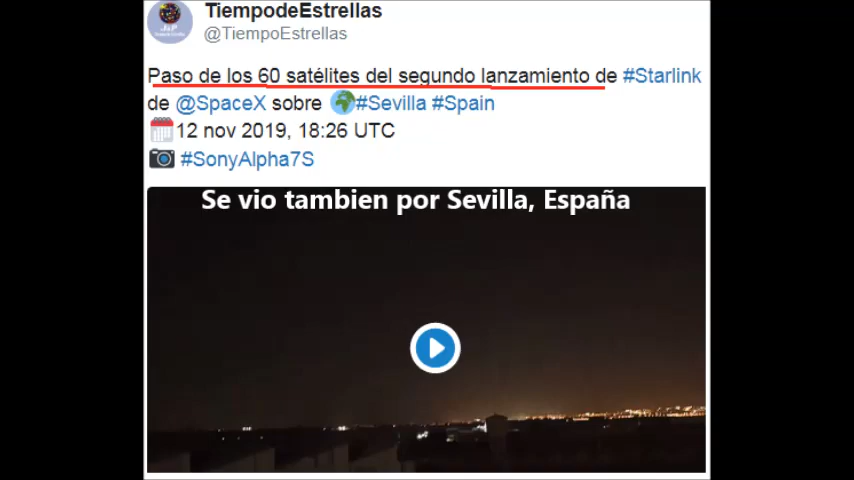 TiempodeEstrellas
@TiempoEstrellas
Paso de los 60 satélites del segundo lanzamiento de #Starlink
de @SpaceX sobre #Sevilla #Spain
12 nov 2019, 18:26 UTC
#SonyAlpha7S
Se vio tambien por Sevilla, España